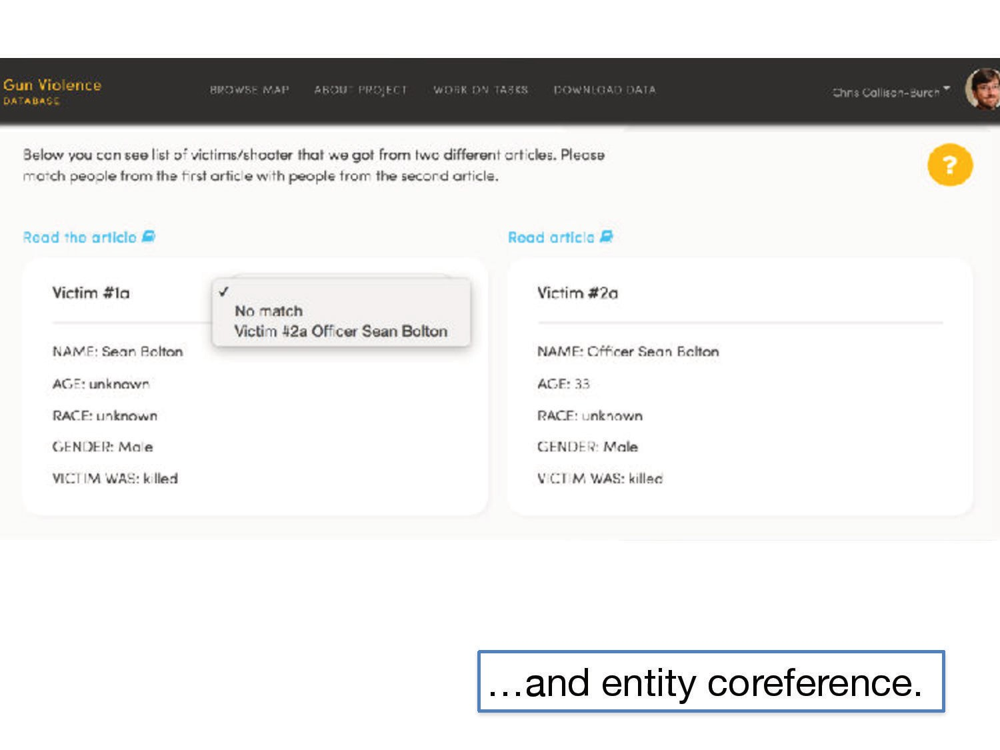 Gun Violence
DATABASE
BROWSE MAP ABOUT PROJECT WORK ON TASKS DOWNLOAD DATA
Chris Callison-Burch
Below you can see list of victims/shooter that we got from two different articles. Please
match people from the first article with people from the second article.
?
Read the article
Read article
Victim #1a
✓
No match
Victim #2a Officer Sean Bolton
NAME: Sean Bolton
AGE: unknown
RACE: unknown
GENDER: Male
VICTIM WAS: killed
Victim #2a
NAME: Officer Sean Bolton
AGE: 33
RACE: unknown
GENDER: Male
VICTIM WAS: killed
...and entity coreference.